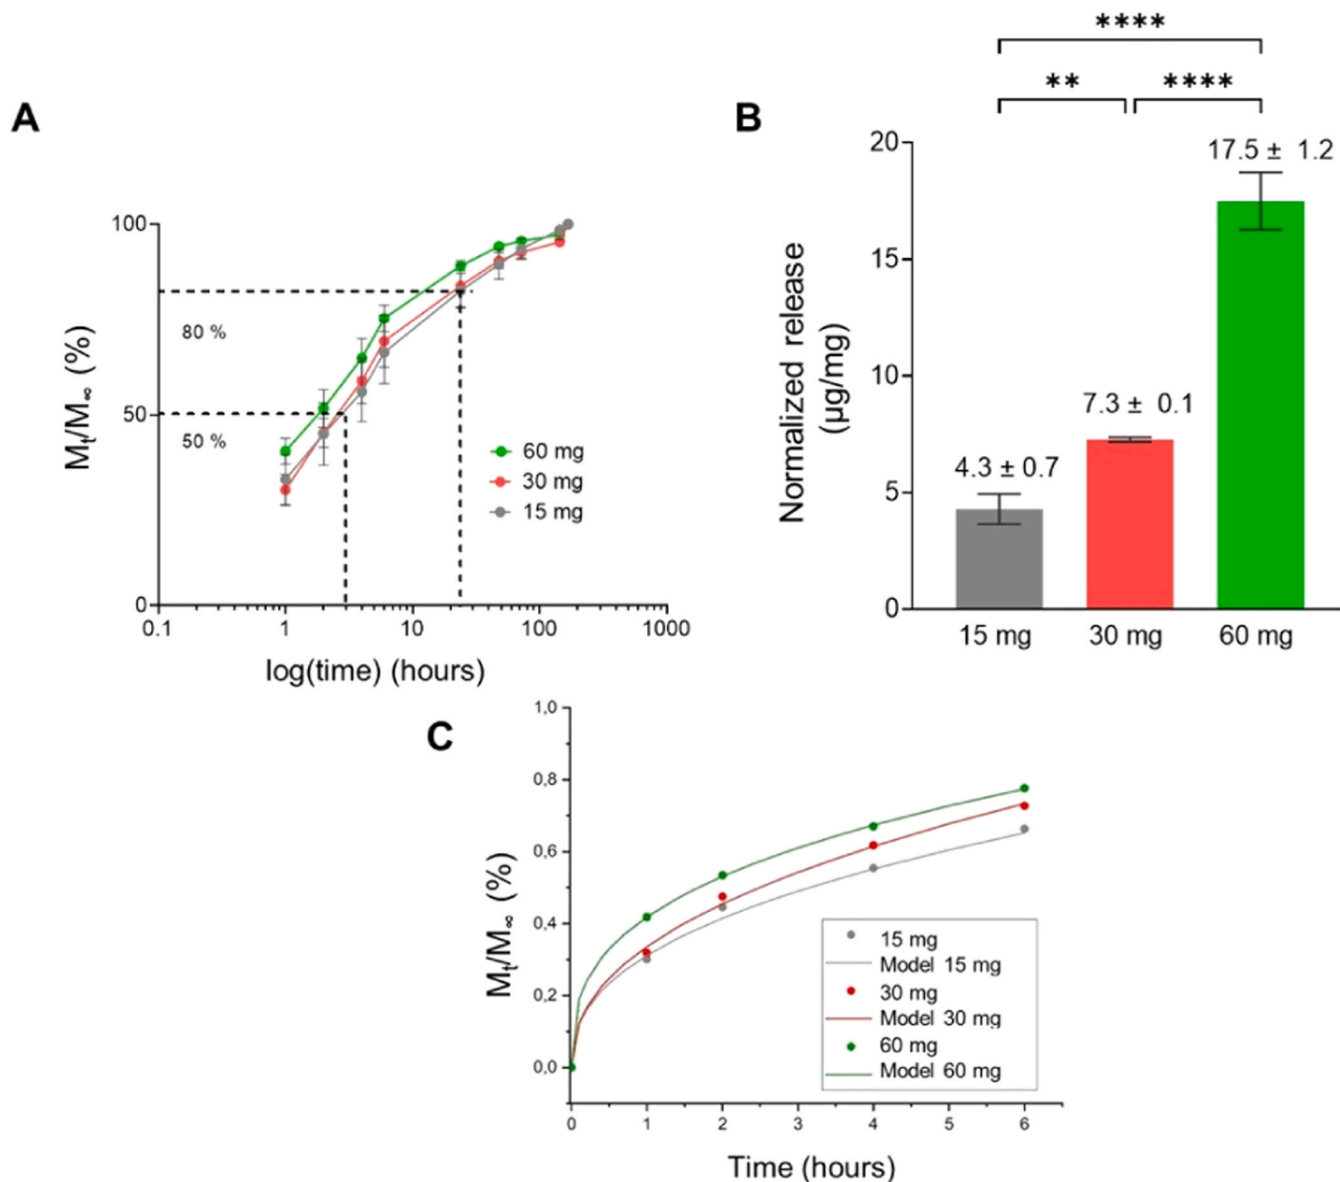 A
100
50
0
80 %
50 %
60 mg
30 mg
15 mg
0.1 1 10 100 1000
Mt/M∞ (%)
log(time) (hours)
B
****
** ****
20
15
10
5
0
17.5 ± 1.2
7.3 ± 0.1
4.3 ± 0.7
Normalized release
(µg/mg)
15 mg 30 mg 60 mg
C
1,0
0,8
0,6
0,4
0,2
0,0
Mt/M∞ (%)
15 mg
Model 15 mg
30 mg
Model 30 mg
60 mg
Model 60 mg
0 1 2 3 4 5 6
Time (hours)